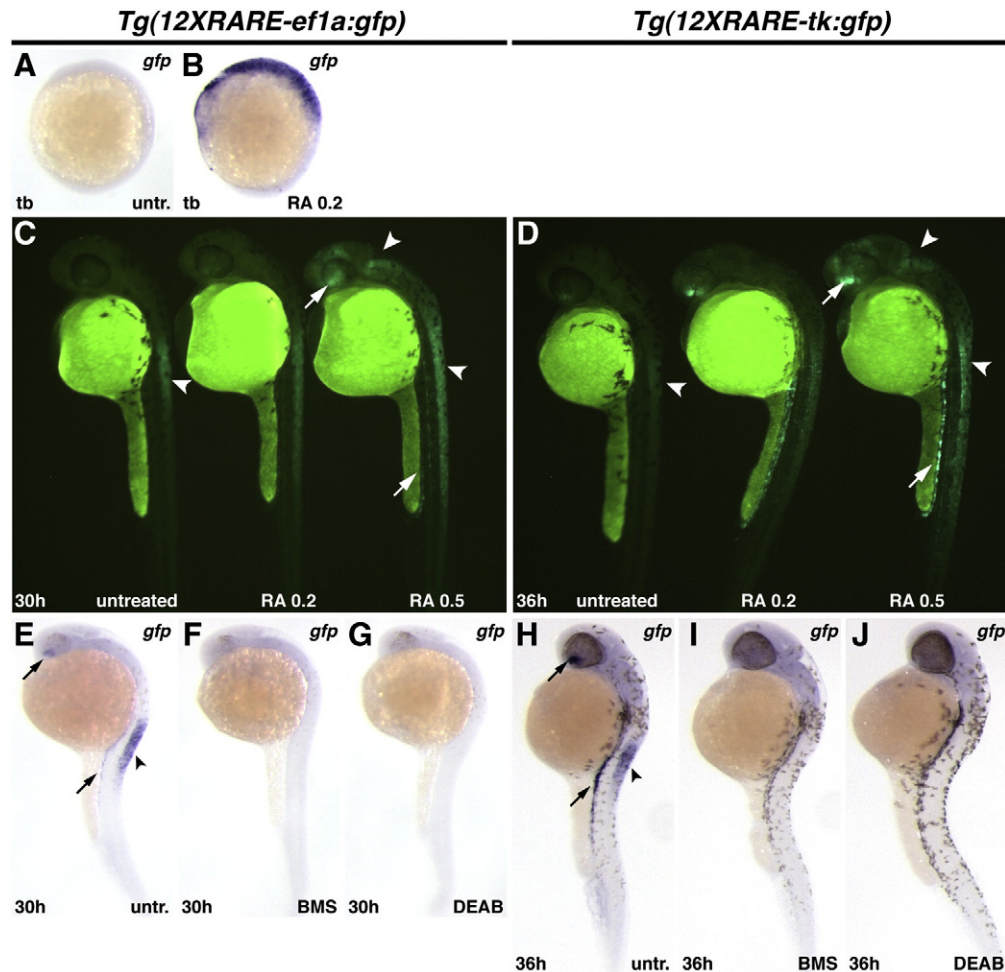 Tg(12XRARE-ef1a:gfp) Tg(12XRARE-tk:gfp)
A gfp B gfp
tb untr. tb RA 0.2
C D
30h untreated RA 0.2 RA 0.5 36h untreated RA 0.2 RA 0.5
E gfp F gfp G gfp H gfp I gfp J gfp
30h untr. 30h BMS 30h DEAB
36h untr. 36h BMS 36h DEAB